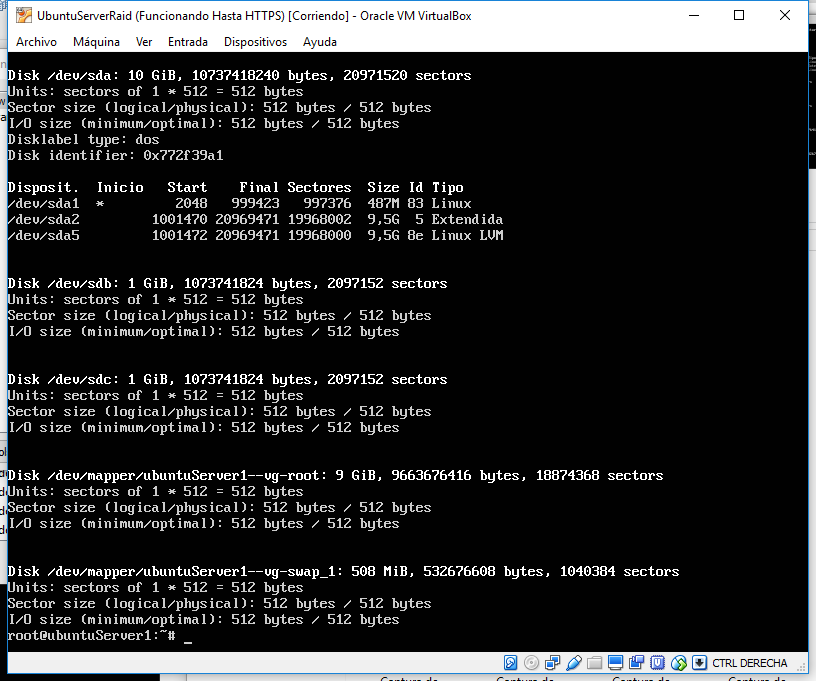 UbuntuServerRaid (Funcionando Hasta HTTPS) [Corriendo] - Oracle VM VirtualBox
Archivo Máquina Ver Entrada Dispositivos Ayuda
Disk /dev/sda: 10 GiB, 10737418240 bytes, 20971520 sectors
Units: sectors of 1 * 512 = 512 bytes
Sector size (logical/physical): 512 bytes / 512 bytes
I/O size (minimum/optimal): 512 bytes / 512 bytes
Disklabel type: dos
Disk identifier: 0x772f39a1
Disposit. Inicio Start Final Sectores Size Id Tipo
/dev/sda1 * 2048 999423 997376 487M 83 Linux
/dev/sda2 1001470 20969471 19968002 9,5G 5 Extendida
/dev/sda5 1001472 20969471 19968000 9,5G 8e Linux LVM
Disk /dev/sdb: 1 GiB, 1073741824 bytes, 2097152 sectors
Units: sectors of 1 * 512 = 512 bytes
Sector size (logical/physical): 512 bytes / 512 bytes
I/O size (minimum/optimal): 512 bytes / 512 bytes
Disk /dev/sdc: 1 GiB, 1073741824 bytes, 2097152 sectors
Units: sectors of 1 * 512 = 512 bytes
Sector size (logical/physical): 512 bytes / 512 bytes
I/O size (minimum/optimal): 512 bytes / 512 bytes
Disk /dev/mapper/ubuntuServer1--vg-root: 9 GiB, 9663676416 bytes, 18874368 sectors
Units: sectors of 1 * 512 = 512 bytes
Sector size (logical/physical): 512 bytes / 512 bytes
I/O size (minimum/optimal): 512 bytes / 512 bytes
Disk /dev/mapper/ubuntuServer1--vg-swap_1: 508 MiB, 532676608 bytes, 1040384 sectors
Units: sectors of 1 * 512 = 512 bytes
Sector size (logical/physical): 512 bytes / 512 bytes
I/O size (minimum/optimal): 512 bytes / 512 bytes
root@ubuntuServer1:~# _
CTRL DERECHA